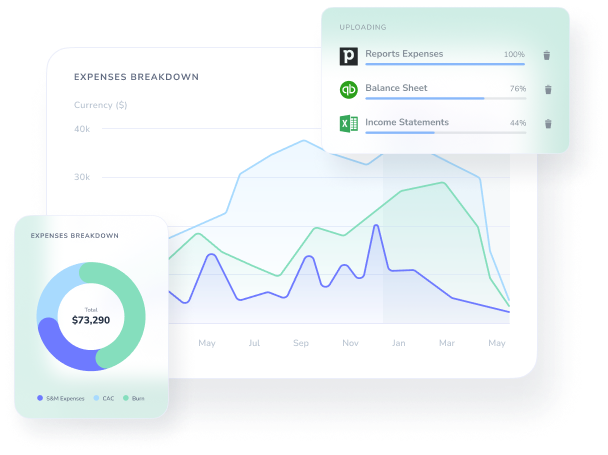 UPLOADING
Reports Expenses 100%
Balance Sheet 76%
Income Statements 44%
EXPENSES BREAKDOWN
Currency ($)
40k
30k
May Jul Sep Nov Jan Mar May
EXPENSES BREAKDOWN
Total
$73,290
S&M Expenses CAC Burn